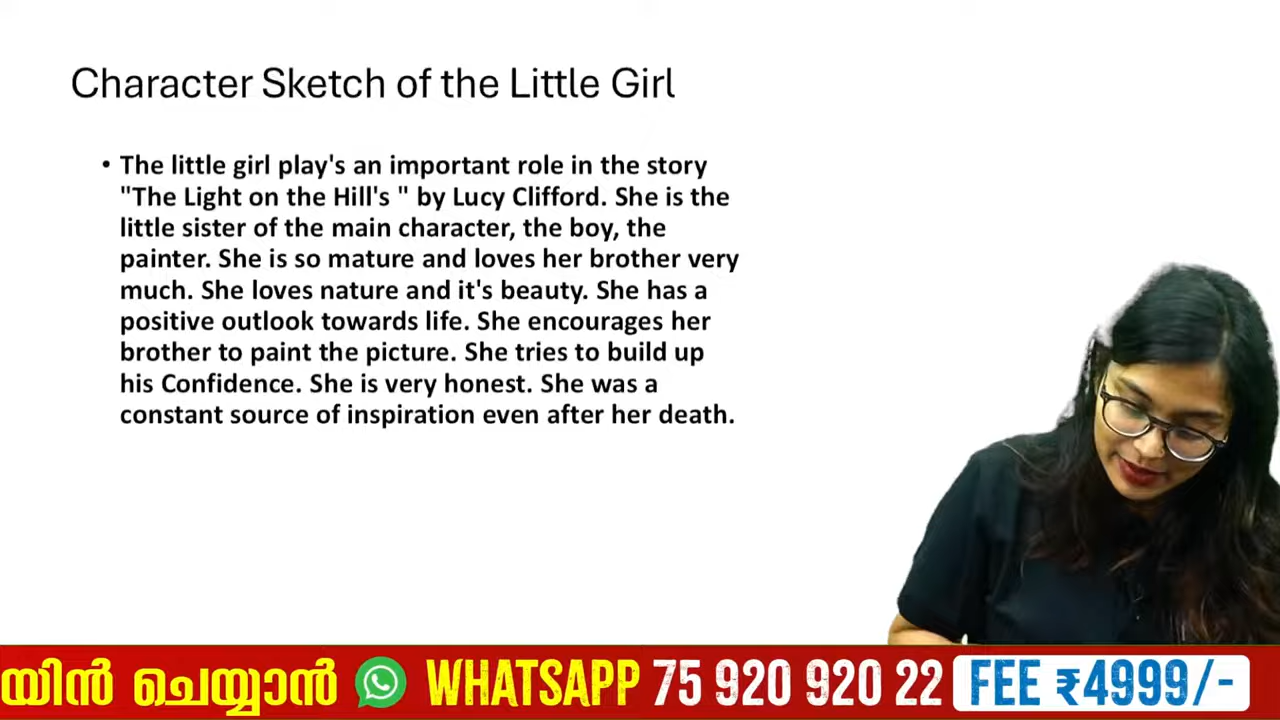 Character Sketch of the Little Girl
• The little girl play's an important role in the story
"The Light on the Hill's " by Lucy Clifford. She is the
little sister of the main character, the boy, the
painter. She is so mature and loves her brother very
much. She loves nature and it's beauty. She has a
positive outlook towards life. She encourages her
brother to paint the picture. She tries to build up
his Confidence. She is very honest. She was a
constant source of inspiration even after her death.
യിൻ ചെയ്യാൻ WHATSAPP 75 920 920 22 FEE ₹4999/-